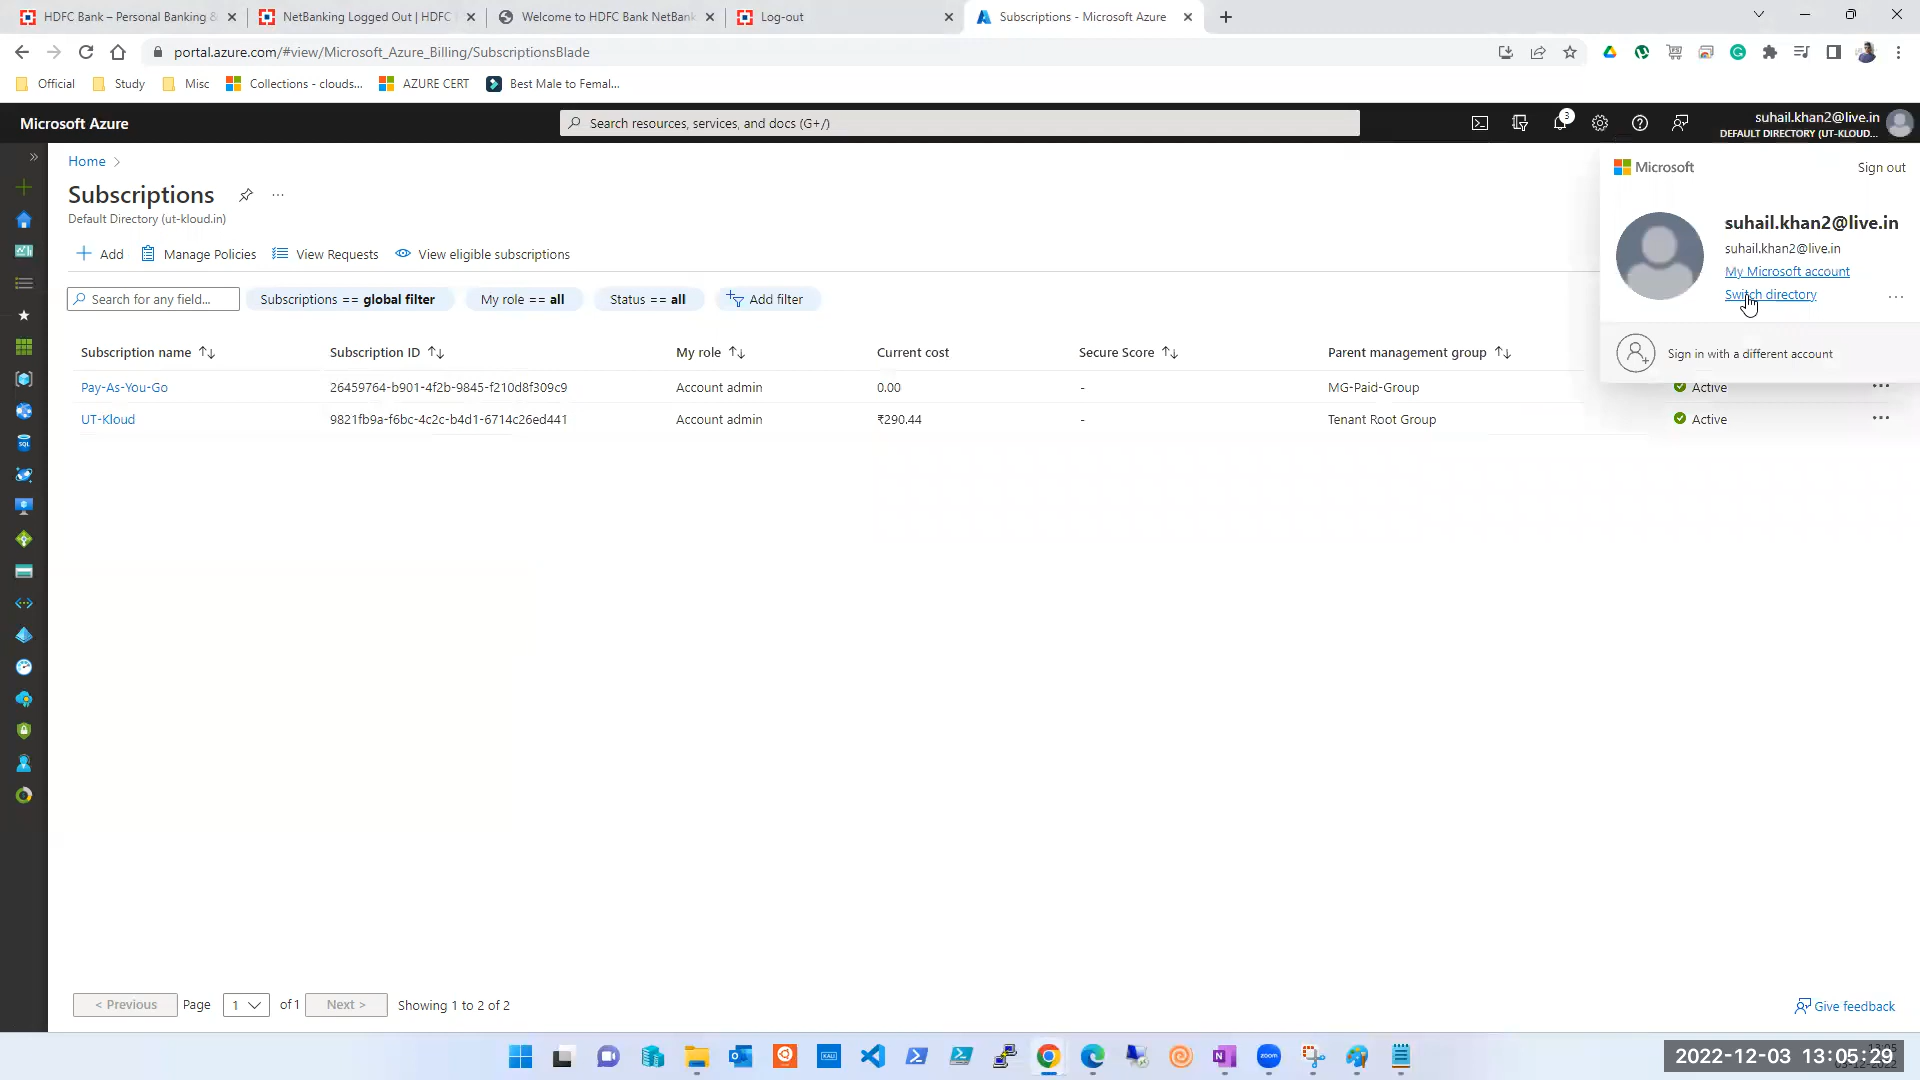 HDFC Bank – Personal Banking &
NetBanking Logged Out | HDFC
Welcome to HDFC Bank NetBank
Log-out
Subscriptions - Microsoft Azure
portal.azure.com/#view/Microsoft_Azure_Billing/SubscriptionsBlade
Official
Study
Misc
Collections - clouds...
AZURE CERT
Best Male to Femal...
Microsoft Azure
Search resources, services, and docs (G+/)
3
suhail.khan2@live.in
DEFAULT DIRECTORY (UT-KLOUD...
Home
Subscriptions
Default Directory (ut-kloud.in)
Microsoft
Sign out
suhail.khan2@live.in
suhail.khan2@live.in
My Microsoft account
Switch directory
Sign in with a different account
Add
Manage Policies
View Requests
View eligible subscriptions
Search for any field...
Subscriptions == global filter
My role == all
Status == all
Add filter
Subscription name
Subscription ID
My role
Current cost
Secure Score
Parent management group
Pay-As-You-Go
26459764-b901-4f2b-9845-f210d8f309c9
Account admin
0.00
-
MG-Paid-Group
Active
UT-Kloud
9821fb9a-f6bc-4c2c-b4d1-6714c26ed441
Account admin
₹290.44
-
Tenant Root Group
Active
< Previous
Page
1
of 1
Next >
Showing 1 to 2 of 2
Give feedback
SQL
KALI
zoom
2022-12-03 13:05:29